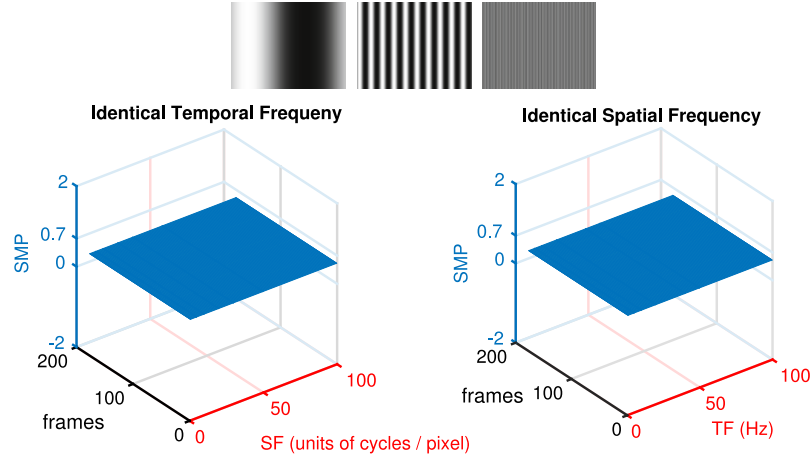 Identical Temporal Frequeny
2
0.7
0
-2
SMP
200
100
0
frames
0
50
100
SF (units of cycles / pixel)
Identical Spatial Frequency
2
0.7
0
-2
SMP
200
100
0
frames
0
50
100
TF (Hz)